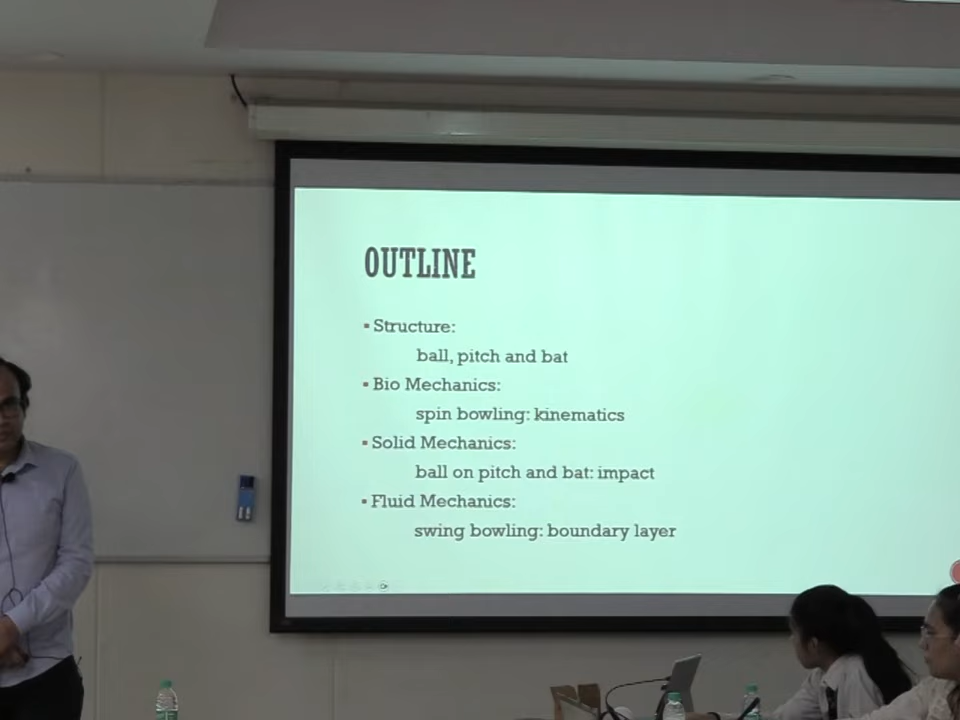 OUTLINE
▪ Structure:
ball, pitch and bat
▪ Bio Mechanics:
spin bowling: kinematics
▪ Solid Mechanics:
ball on pitch and bat: impact
▪ Fluid Mechanics:
swing bowling: boundary layer